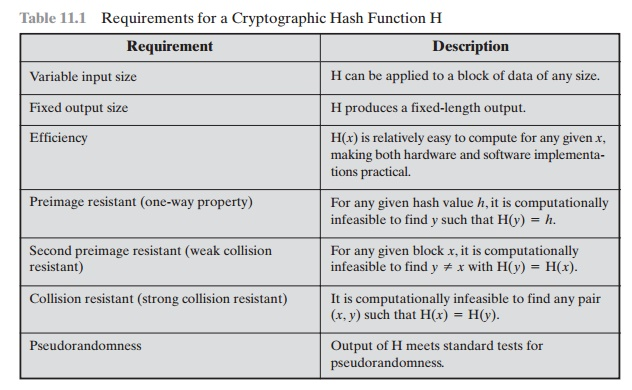 Table 11.1 Requirements for a Cryptographic Hash Function H
Requirement
Description
Variable input size
H can be applied to a block of data of any size.
Fixed output size
H produces a fixed-length output.
Efficiency
H(x) is relatively easy to compute for any given x,
making both hardware and software implementa-
tions practical.
Preimage resistant (one-way property)
For any given hash value h, it is computationally
infeasible to find y such that H(y) = h.
Second preimage resistant (weak collision
resistant)
For any given block x, it is computationally
infeasible to find y ≠ x with H(y) = H(x).
Collision resistant (strong collision resistant)
It is computationally infeasible to find any pair
(x, y) such that H(x) = H(y).
Pseudorandomness
Output of H meets standard tests for
pseudorandomness.